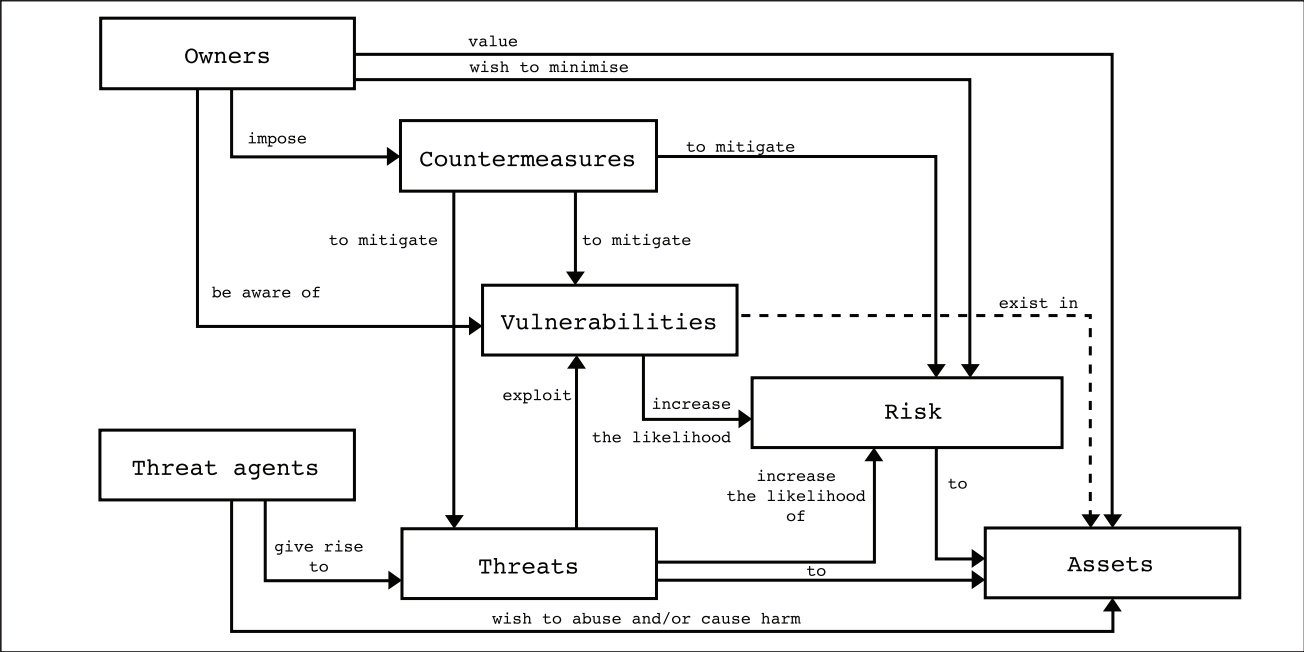 Owners
value
wish to minimise
impose
Countermeasures
to mitigate
to mitigate
to mitigate
be aware of
Vulnerabilities
exist in
exploit
increase
the likelihood
Risk
Threat agents
increase
the likelihood
of
to
give rise
to
Threats
to
Assets
wish to abuse and/or cause harm